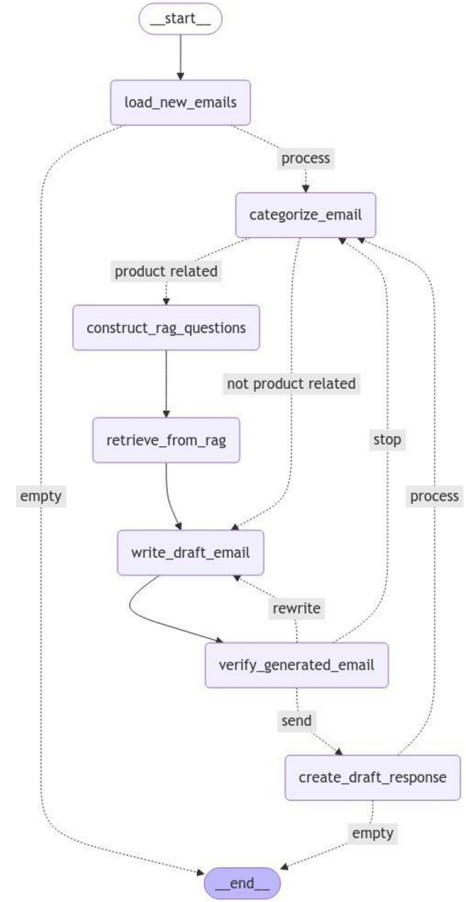 __start__
load_new_emails
process
categorize_email
product related
construct_rag_questions
not product related
retrieve_from_rag
stop
empty
process
write_draft_email
rewrite
verify_generated_email
send
create_draft_response
empty
__end__